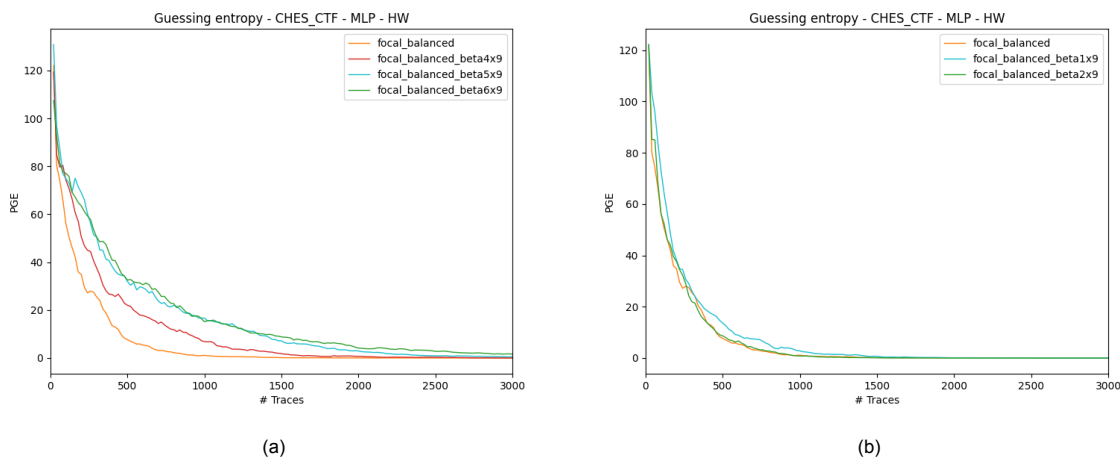 Guessing entropy - CHES_CTF - MLP - HW
focal_balanced
focal_balanced_beta4x9
focal_balanced_beta5x9
focal_balanced_beta6x9
PGE
120
100
80
60
40
20
0
0 500 1000 1500 2000 2500 3000
# Traces
(a)
Guessing entropy - CHES_CTF - MLP - HW
focal_balanced
focal_balanced_beta1x9
focal_balanced_beta2x9
PGE
120
100
80
60
40
20
0
0 500 1000 1500 2000 2500 3000
# Traces
(b)